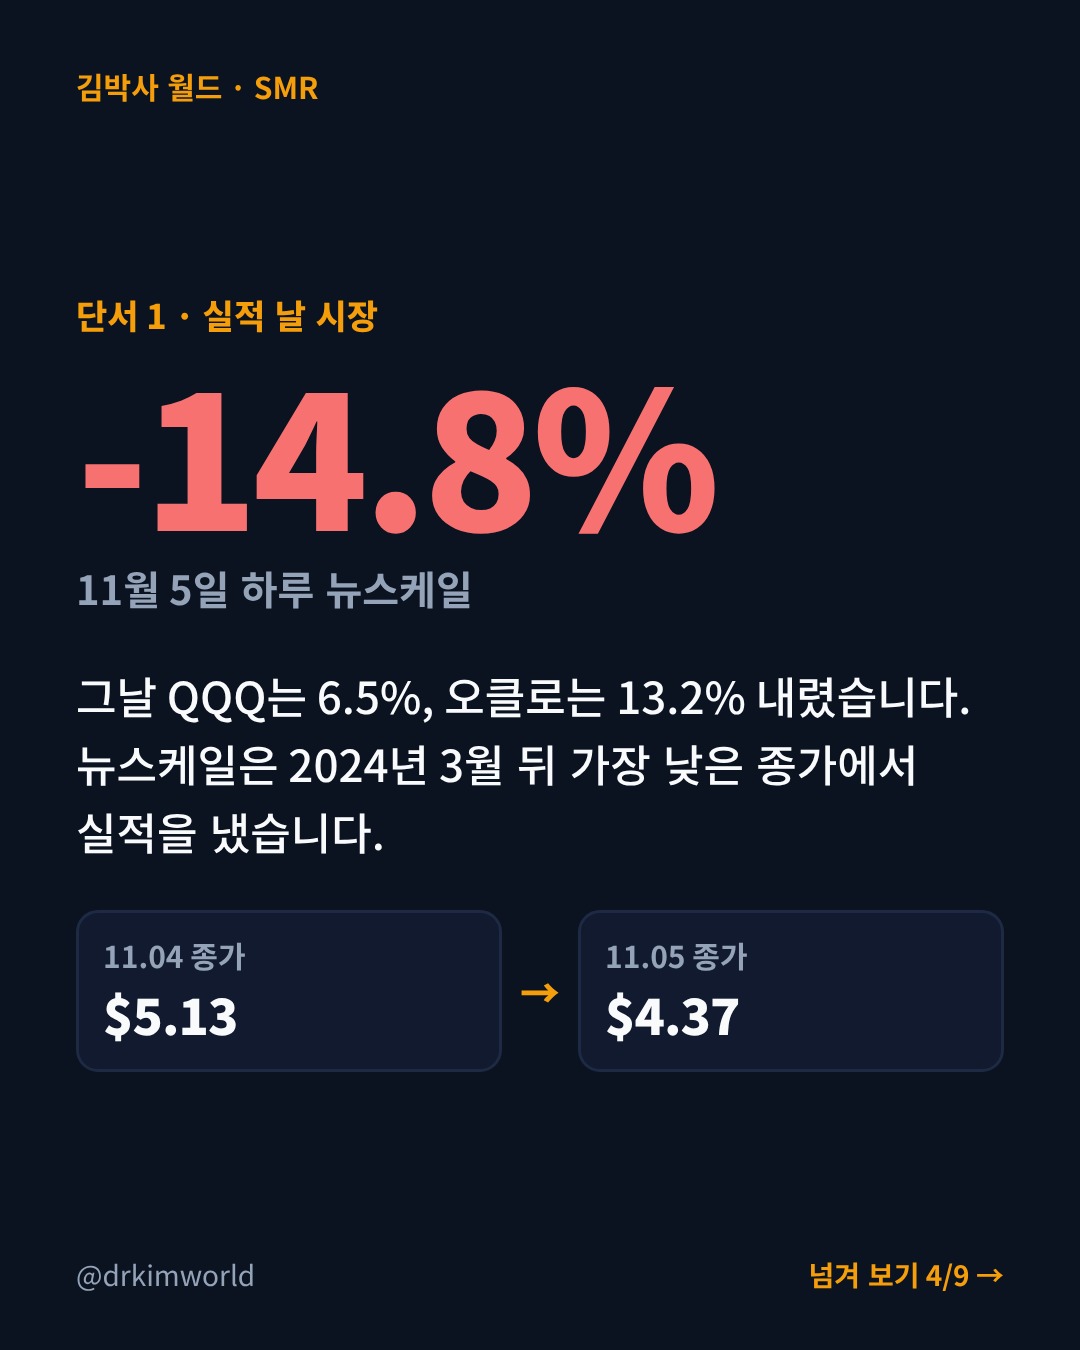 김박사 월드 · SMR
단서 1 · 실적 날 시장
-14.8%
11월 5일 하루 뉴스케일
그날 QQQ는 6.5%, 오클로는 13.2% 내렸습니다.
뉴스케일은 2024년 3월 뒤 가장 낮은 종가에서
실적을 냈습니다.
11.04 종가
$5.13
→
11.05 종가
$4.37
@drkimworld
넘겨 보기 4/9 →